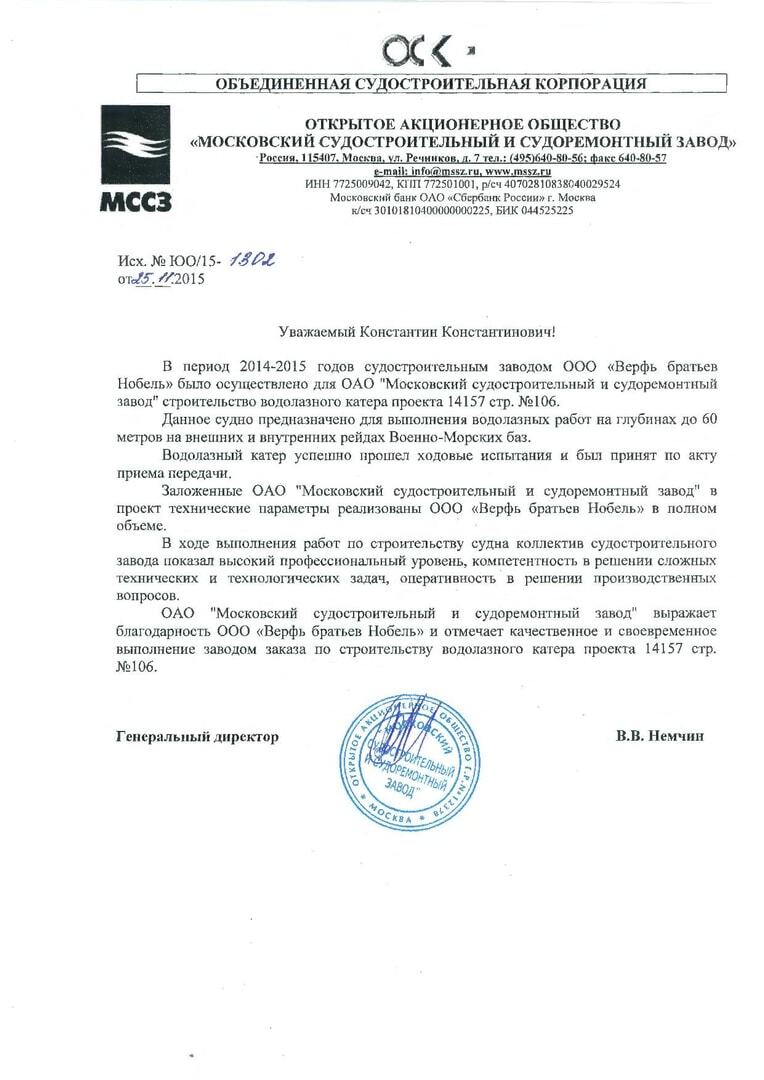 ОСК
ОБЪЕДИНЕННАЯ СУДОСТРОИТЕЛЬНАЯ КОРПОРАЦИЯ
МССЗ
ОТКРЫТОЕ АКЦИОНЕРНОЕ ОБЩЕСТВО
«МОСКОВСКИЙ СУДОСТРОИТЕЛЬНЫЙ И СУДОРЕМОНТНЫЙ ЗАВОД»
Россия, 115407, Москва, ул. Речников, д. 7 тел.: (495)640-80-56; факс 640-80-57
e-mail: info@mssz.ru, www.mssz.ru
ИНН 7725009042, КПП 772501001, р/сч 40702810838040029524
Московский банк ОАО «Сбербанк России» г. Москва
к/сч 30101810400000000225, БИК 044525225
Исх. № ЮО/15- 1302
от 25.11.2015
Уважаемый Константин Константинович!
В период 2014-2015 годов судостроительным заводом ООО «Верфь братьев
Нобель» было осуществлено для ОАО "Московский судостроительный и судоремонтный
завод" строительство водолазного катера проекта 14157 стр. №106.
Данное судно предназначено для выполнения водолазных работ на глубинах до 60
метров на внешних и внутренних рейдах Военно-Морских баз.
Водолазный катер успешно прошел ходовые испытания и был принят по акту
приема передачи.
Заложенные ОАО "Московский судостроительный и судоремонтный завод" в
проект технические параметры реализованы ООО «Верфь братьев Нобель» в полном
объеме.
В ходе выполнения работ по строительству судна коллектив судостроительного
завода показал высокий профессиональный уровень, компетентность в решении сложных
технических и технологических задач, оперативность в решении производственных
вопросов.
ОАО "Московский судостроительный и судоремонтный завод" выражает
благодарность ООО «Верфь братьев Нобель» и отмечает качественное и своевременное
выполнение заводом заказа по строительству водолазного катера проекта 14157 стр.
№106.
Генеральный директор
В.В. Немчин
ОТКРЫТОЕ АКЦИОНЕРНОЕ ОБЩЕСТВО Г.Р.№12378
* МОСКВА *
"МОСКОВСКИЙ
СУДОСТРОИТЕЛЬНЫЙ
И СУДОРЕМОНТНЫЙ
ЗАВОД"